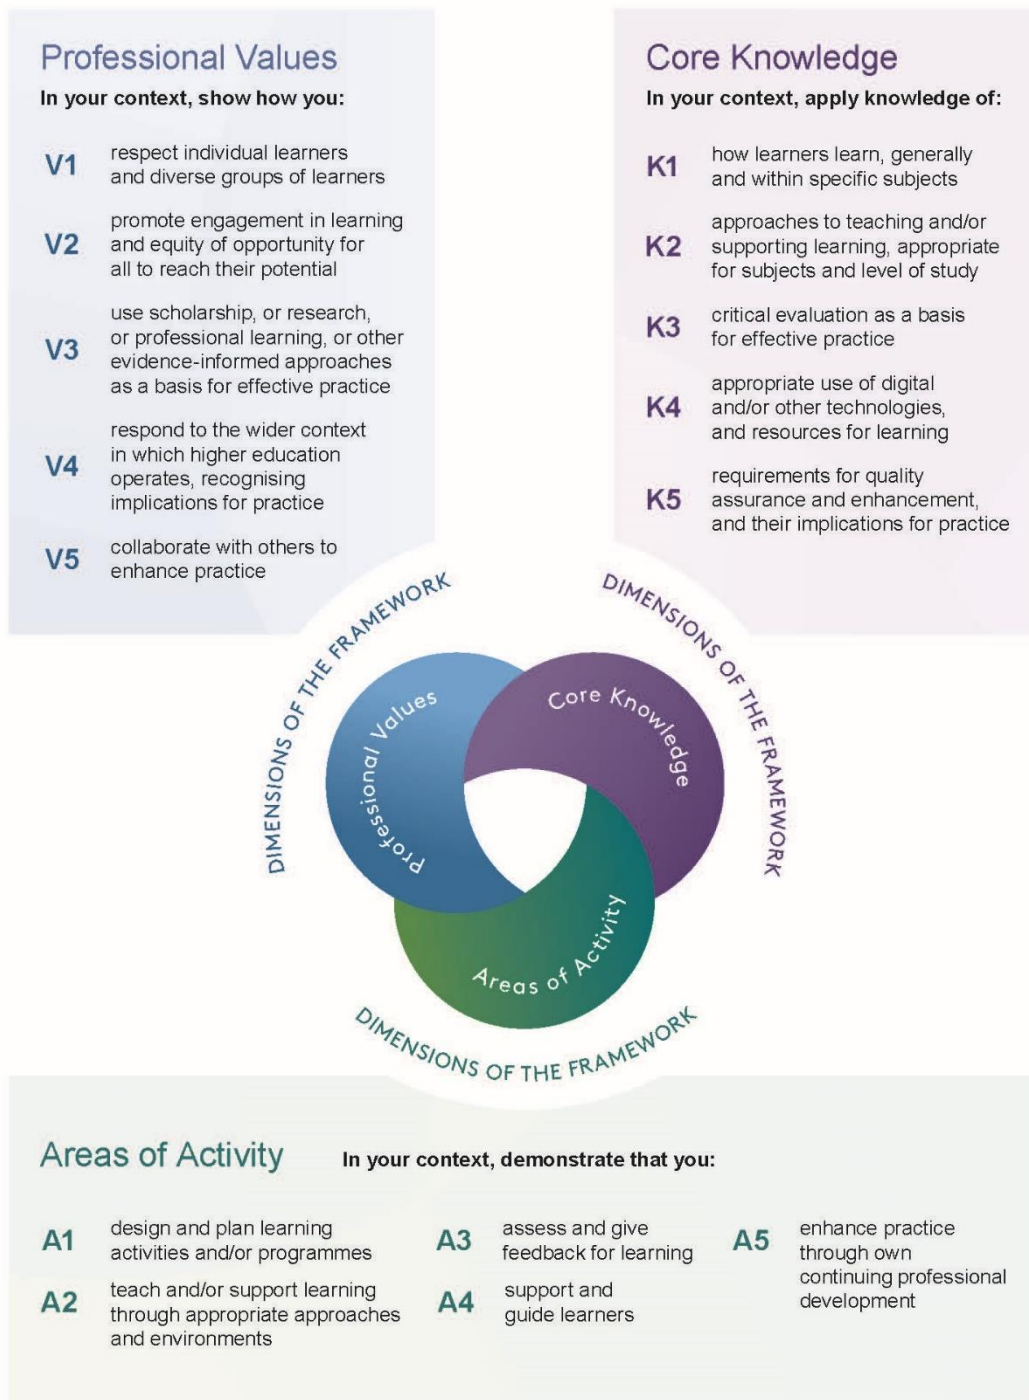 Professional Values
In your context, show how you:
V1 respect individual learners
and diverse groups of learners
V2 promote engagement in learning
and equity of opportunity for
all to reach their potential
V3 use scholarship, or research,
or professional learning, or other
evidence-informed approaches
as a basis for effective practice
V4 respond to the wider context
in which higher education
operates, recognising
implications for practice
V5 collaborate with others to
enhance practice
Core Knowledge
In your context, apply knowledge of:
K1 how learners learn, generally
and within specific subjects
K2 approaches to teaching and/or
supporting learning, appropriate
for subjects and level of study
K3 critical evaluation as a basis
for effective practice
K4 appropriate use of digital
and/or other technologies,
and resources for learning
K5 requirements for quality
assurance and enhancement,
and their implications for practice
DIMENSIONS OF THE FRAMEWORK
DIMENSIONS OF THE FRAMEWORK
Professional Values
Core Knowledge
Areas of Activity
DIMENSIONS OF THE FRAMEWORK
Areas of Activity In your context, demonstrate that you:
A1 design and plan learning
activities and/or programmes
A2 teach and/or support learning
through appropriate approaches
and environments
A3 assess and give
feedback for learning
A4 support and
guide learners
A5 enhance practice
through own
continuing professional
development